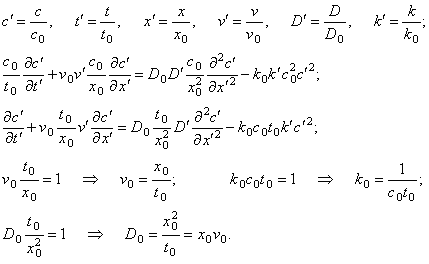 c′ = c/c₀, t′ = t/t₀, x′ = x/x₀, v′ = v/v₀, D′ = D/D₀, k′ = k/k₀;
c₀/t₀ ∂c′/∂t′ + v₀v′ c₀/x₀ ∂c′/∂x′ = D₀D′ c₀/x₀² ∂²c′/∂x′² − k₀k′c₀²c′²;
∂c′/∂t′ + v₀ t₀/x₀ v′ ∂c′/∂x′ = D₀ t₀/x₀² D′ ∂²c′/∂x′² − k₀c₀t₀k′c′²;
v₀ t₀/x₀ = 1 ⇒ v₀ = x₀/t₀; k₀c₀t₀ = 1 ⇒ k₀ = 1/(c₀t₀);
D₀ t₀/x₀² = 1 ⇒ D₀ = x₀²/t₀ = x₀v₀.